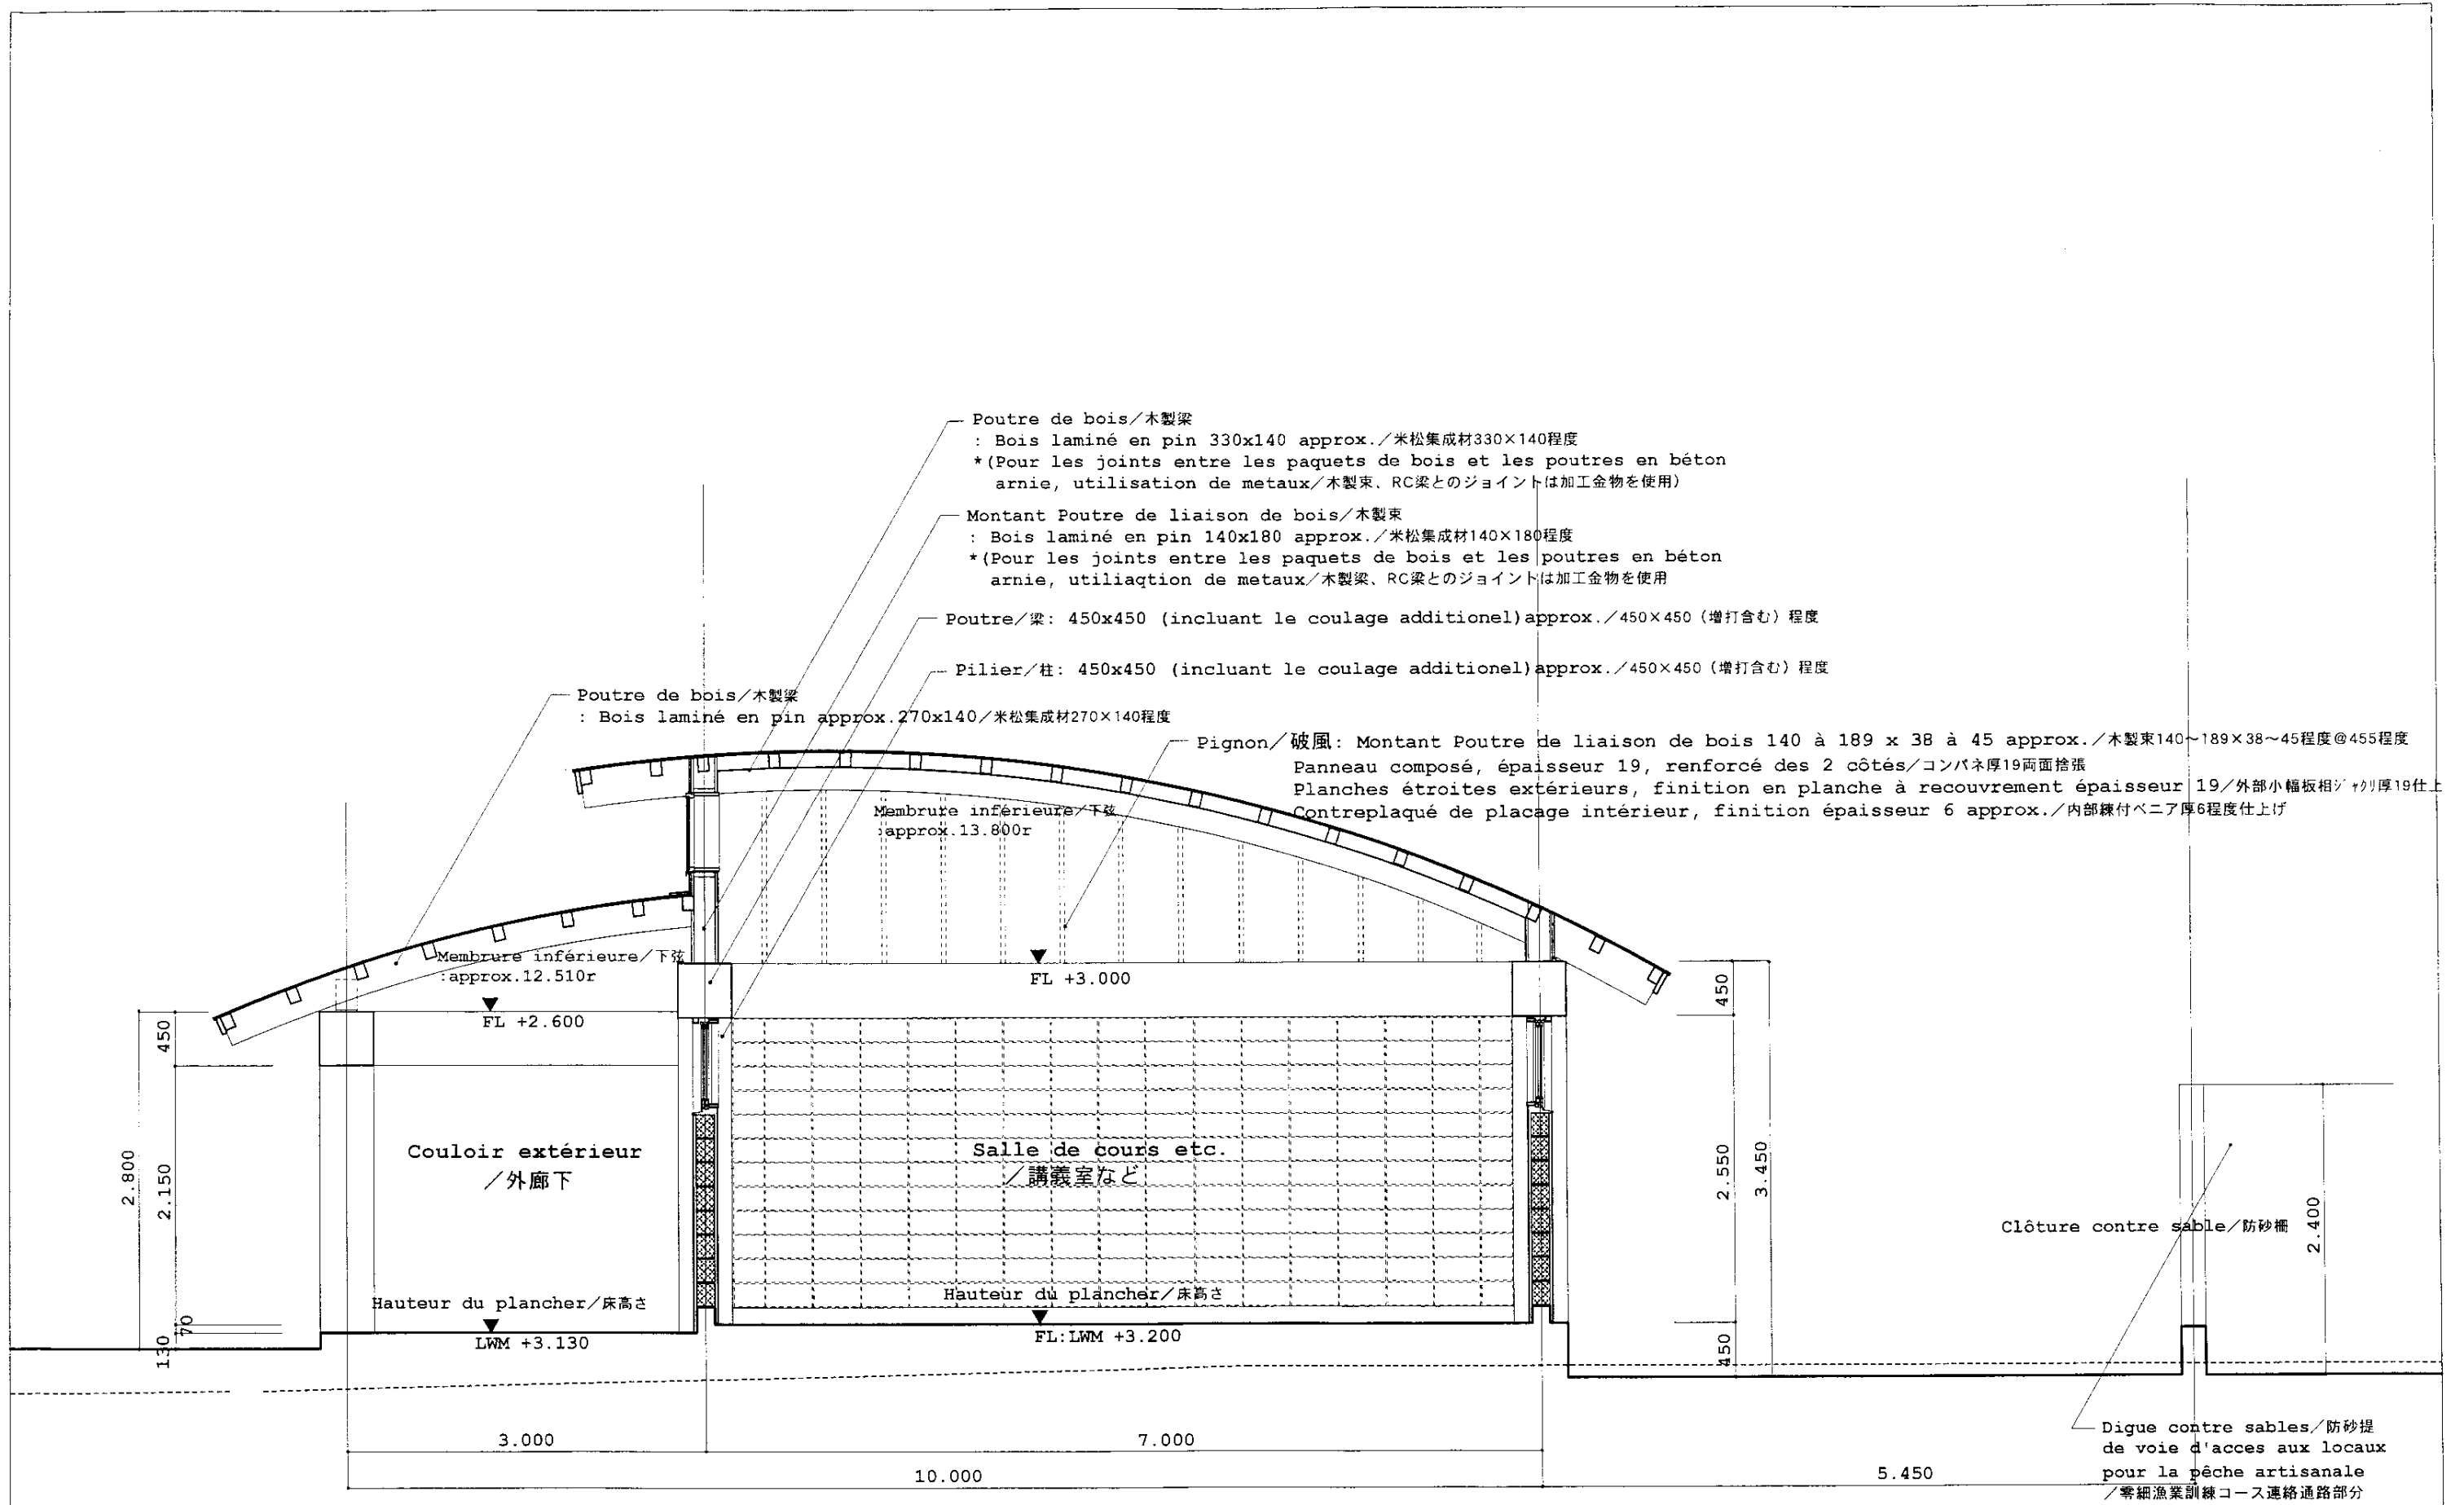 Poutre de bois／木製梁
: Bois laminé en pin 330x140 approx.／米松集成材330×140程度
*(Pour les joints entre les paquets de bois et les poutres en béton
arnie, utilisation de metaux／木製束、RC梁とのジョイントは加工金物を使用）
Montant Poutre de liaison de bois／木製束
: Bois laminé en pin 140x180 approx.／米松集成材140×180程度
*(Pour les joints entre les paquets de bois et les poutres en béton
arnie, utiliaqtion de metaux／木製梁、RC梁とのジョイントは加工金物を使用
Poutre／梁: 450x450 (incluant le coulage additionel)approx.／450×450（増打含む）程度
Pilier／柱: 450x450 (incluant le coulage additionel)approx.／450×450（増打含む）程度
Poutre de bois／木製梁
: Bois laminé en pin approx.270x140／米松集成材270×140程度
Pignon／破風: Montant Poutre de liaison de bois 140 à 189 x 38 à 45 approx.／木製束140～189×38～45程度@455程度
Panneau composé, épaisseur 19, renforcé des 2 côtés／コンパネ厚19両面捨張
Planches étroites extérieurs, finition en planche à recouvrement épaisseur 19／外部小幅板相ｼﾞｬｸﾘ厚19仕上
Contreplaqué de placage intérieur, finition épaisseur 6 approx.／内部練付ベニア厚6程度仕上げ
Membrure inférieure／下弦
:approx.13.800r
Membrure inférieure／下弦
:approx.12.510r
FL +3.000
FL +2.600
450
2.150
2.800
70
130
450
2.550
3.450
450
Couloir extérieur
／外廊下
Salle de cours etc.
／講義室など
Clôture contre sable／防砂柵
2.400
Hauteur du plancher／床高さ
LWM +3.130
Hauteur du plancher／床高さ
FL:LWM +3.200
3.000
7.000
10.000
5.450
Digue contre sables／防砂提
de voie d'acces aux locaux
pour la pêche artisanale
／零細漁業訓練コース連絡通路部分